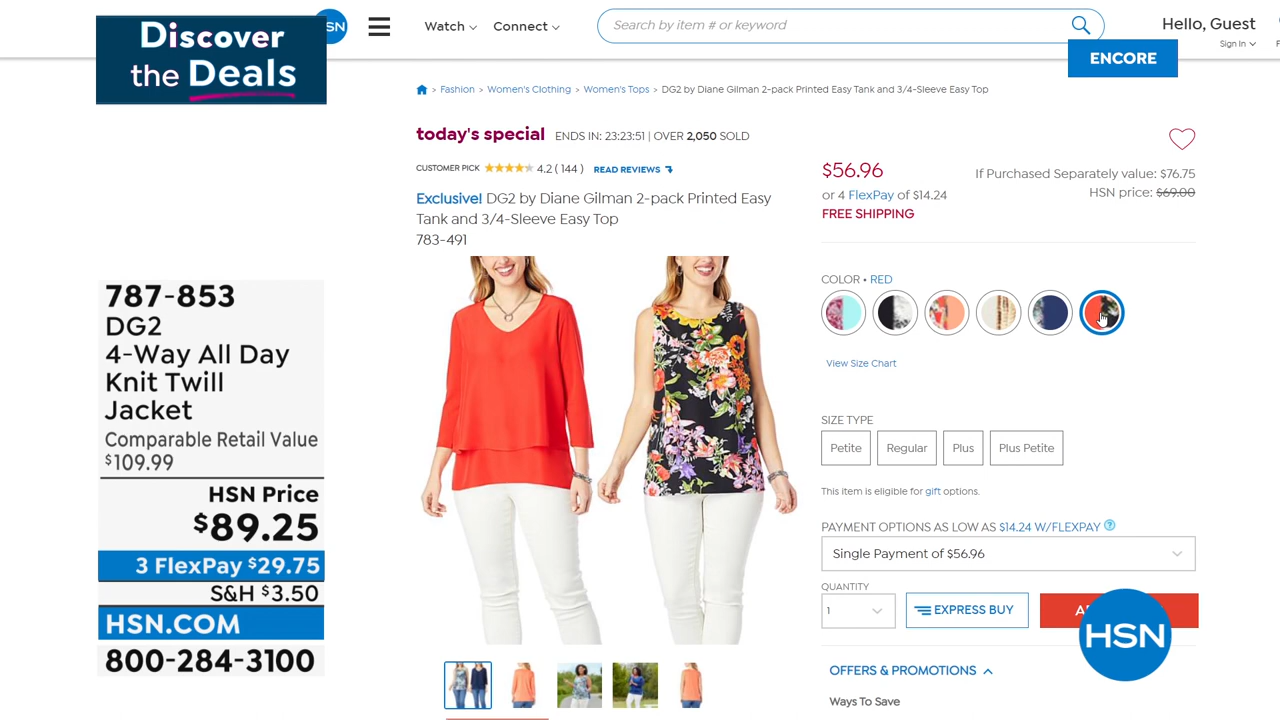 Discover
the Deals
SN
Watch
Connect
Search by item # or keyword
Hello, Guest
Sign In
ENCORE
> Fashion > Women's Clothing > Women's Tops > DG2 by Diane Gilman 2-pack Printed Easy Tank and 3/4-Sleeve Easy Top
today's special ENDS IN: 23:23:51 | OVER 2,050 SOLD
CUSTOMER PICK 4.2 ( 144 ) READ REVIEWS
Exclusive! DG2 by Diane Gilman 2-pack Printed Easy
Tank and 3/4-Sleeve Easy Top
783-491
$56.96
or 4 FlexPay of $14.24
FREE SHIPPING
If Purchased Separately value: $76.75
HSN price: $69.00
COLOR • RED
View Size Chart
SIZE TYPE
Petite
Regular
Plus
Plus Petite
This item is eligible for gift options.
PAYMENT OPTIONS AS LOW AS $14.24 W/FLEXPAY ?
Single Payment of $56.96
QUANTITY
1
EXPRESS BUY
HSN
OFFERS & PROMOTIONS
Ways To Save
787-853
DG2
4-Way All Day
Knit Twill
Jacket
Comparable Retail Value
$109.99
HSN Price
$89.25
3 FlexPay $29.75
S&H $3.50
HSN.COM
800-284-3100